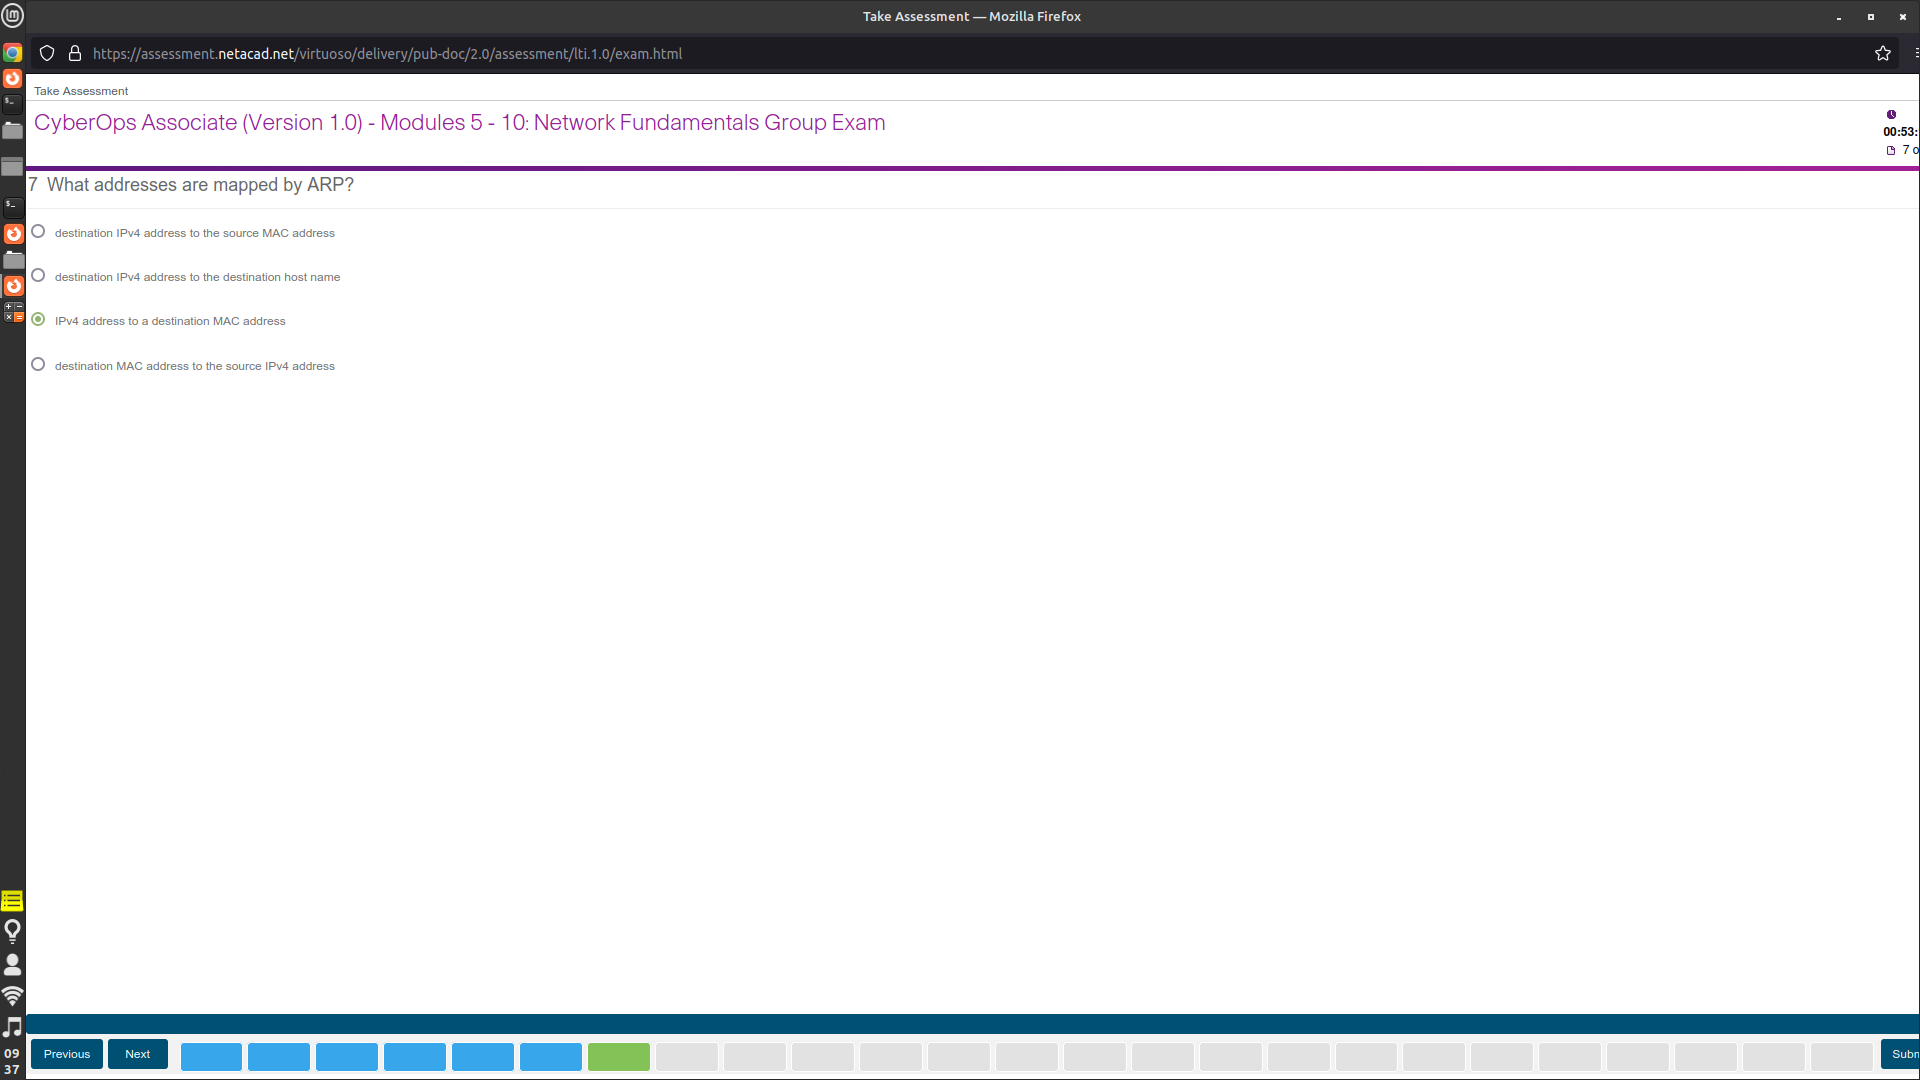 Take Assessment — Mozilla Firefox
https://assessment.netacad.net/virtuoso/delivery/pub-doc/2.0/assessment/lti.1.0/exam.html
Take Assessment
CyberOps Associate (Version 1.0) - Modules 5 - 10: Network Fundamentals Group Exam
00:53:
7 o
7 What addresses are mapped by ARP?
destination IPv4 address to the source MAC address
destination IPv4 address to the destination host name
IPv4 address to a destination MAC address
destination MAC address to the source IPv4 address
Previous
Next
Subm
09
37